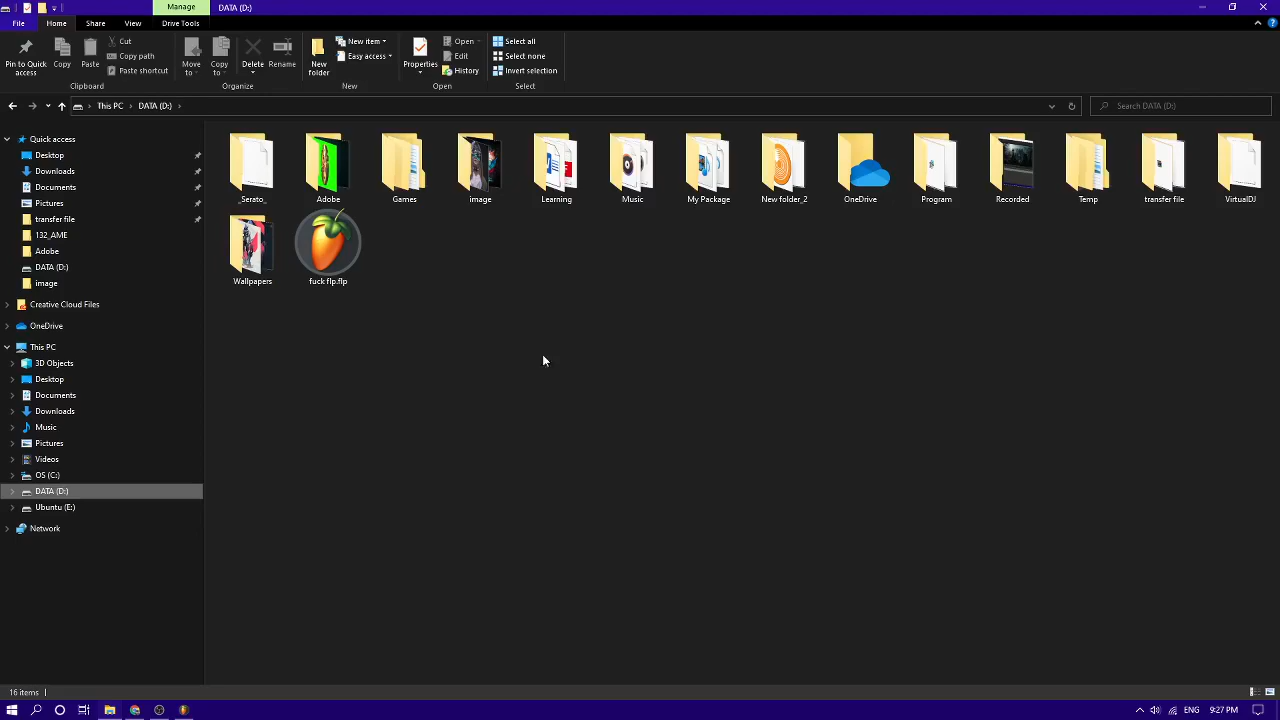 Manage DATA (D:)
File Home Share View Drive Tools
Pin to Quick access
Copy
Paste
Cut
Copy path
Paste shortcut
Clipboard
Move to
Copy to
Delete
Rename
Organize
New folder
New item
Easy access
New
Properties
Open
Edit
History
Open
Select all
Select none
Invert selection
Select
This PC DATA (D:)
Search DATA (D:)
Quick access
Desktop
Downloads
Documents
Pictures
transfer file
132_AME
Adobe
DATA (D:)
image
Creative Cloud Files
OneDrive
This PC
3D Objects
Desktop
Documents
Downloads
Music
Pictures
Videos
OS (C:)
DATA (D:)
Ubuntu (E:)
Network
_Serato_ Adobe Games image Learning Music My Package New folder_2 OneDrive Program Recorded Temp transfer file VirtualDJ
Wallpapers fuck flp.flp
16 items
ENG 9:27 PM